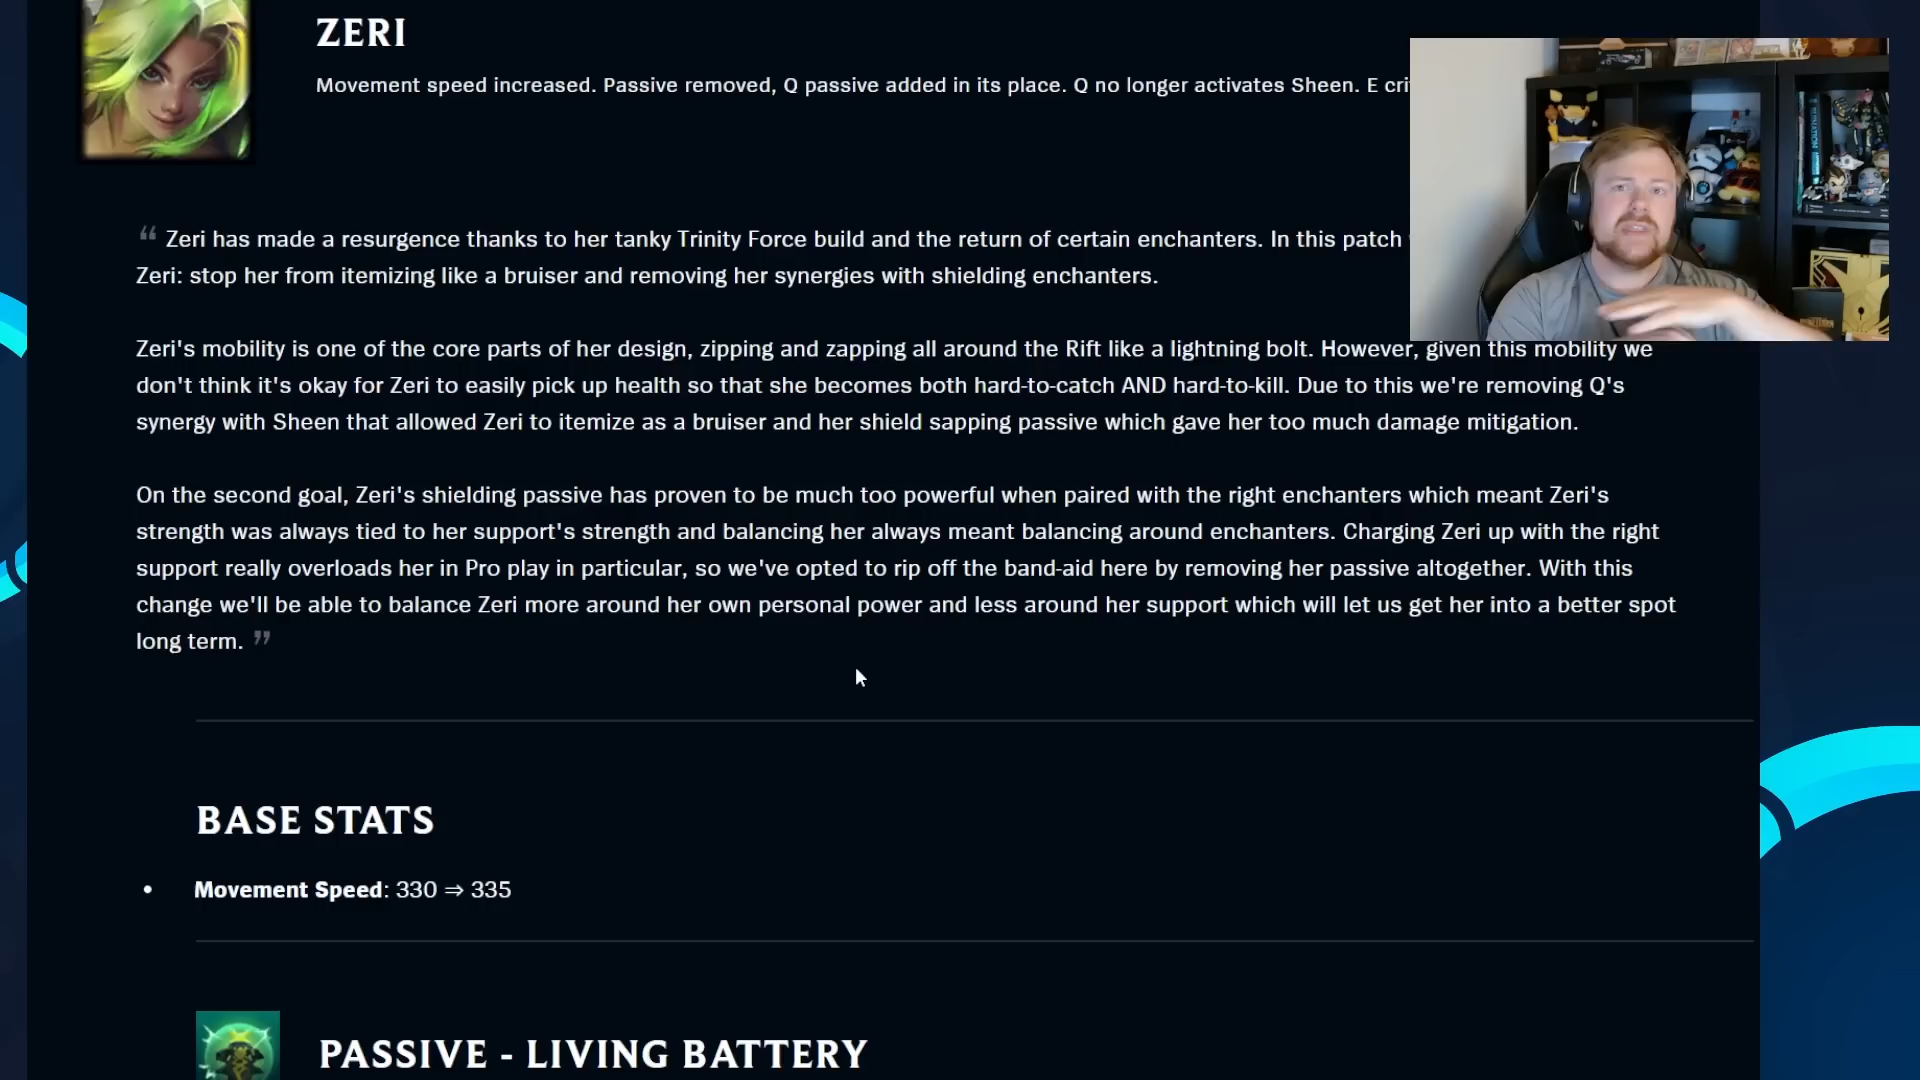 ZERI
Movement speed increased. Passive removed, Q passive added in its place. Q no longer activates Sheen. E
“ Zeri has made a resurgence thanks to her tanky Trinity Force build and the return of certain enchanters. In this patch
Zeri: stop her from itemizing like a bruiser and removing her synergies with shielding enchanters.
Zeri's mobility is one of the core parts of her design, zipping and zapping all around the Rift like a lightning bolt. However, given this mobility we
don't think it's okay for Zeri to easily pick up health so that she becomes both hard-to-catch AND hard-to-kill. Due to this we're removing Q's
synergy with Sheen that allowed Zeri to itemize as a bruiser and her shield sapping passive which gave her too much damage mitigation.
On the second goal, Zeri's shielding passive has proven to be much too powerful when paired with the right enchanters which meant Zeri's
strength was always tied to her support's strength and balancing her always meant balancing around enchanters. Charging Zeri up with the right
support really overloads her in Pro play in particular, so we've opted to rip off the band-aid here by removing her passive altogether. With this
change we'll be able to balance Zeri more around her own personal power and less around her support which will let us get her into a better spot
long term. ”
BASE STATS
• Movement Speed: 330 ⇒ 335
PASSIVE - LIVING BATTERY